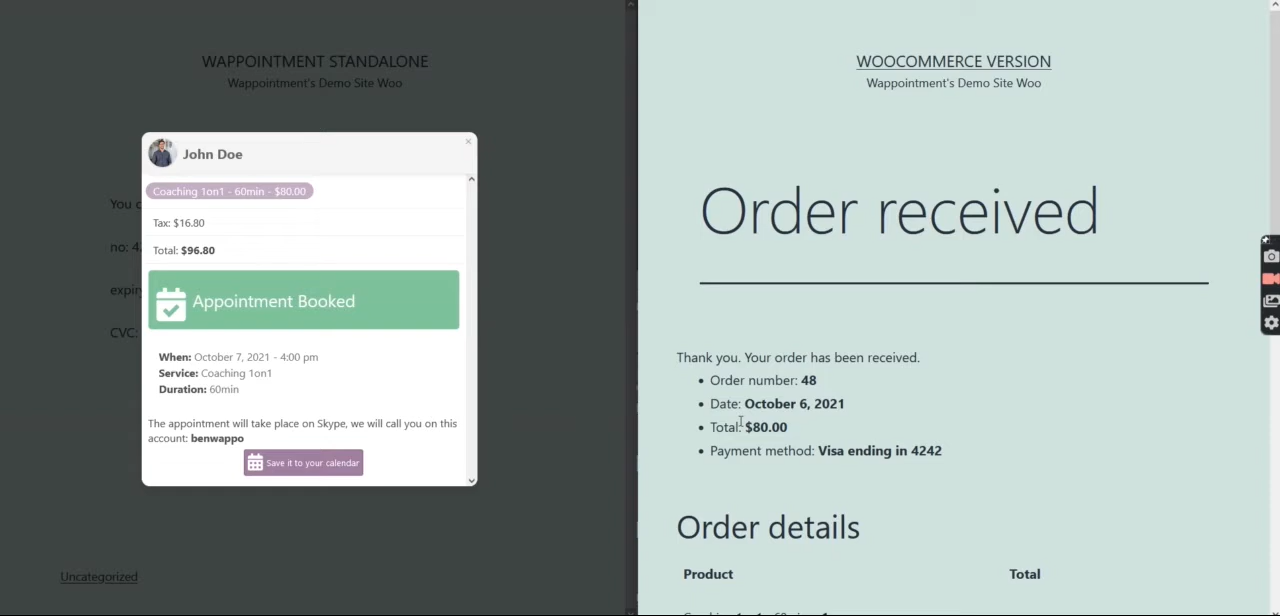 WAPPOINTMENT STANDALONE
Wappointment's Demo Site Woo
John Doe
×
Coaching 1on1 - 60min - $80.00
Tax: $16.80
You
Total: $96.80
no: 4
Appointment Booked
CVC:
When: October 7, 2021 - 4:00 pm
Service: Coaching 1on1
Duration: 60min
The appointment will take place on Skype, we will call you on this
account: benwappo
Save it to your calendar
Uncategorized
WOOCOMMERCE VERSION
Wappointment's Demo Site Woo
Order received
Thank you. Your order has been received.
• Order number: 48
• Date: October 6, 2021
• Total: $80.00
• Payment method: Visa ending in 4242
Order details
Product Total